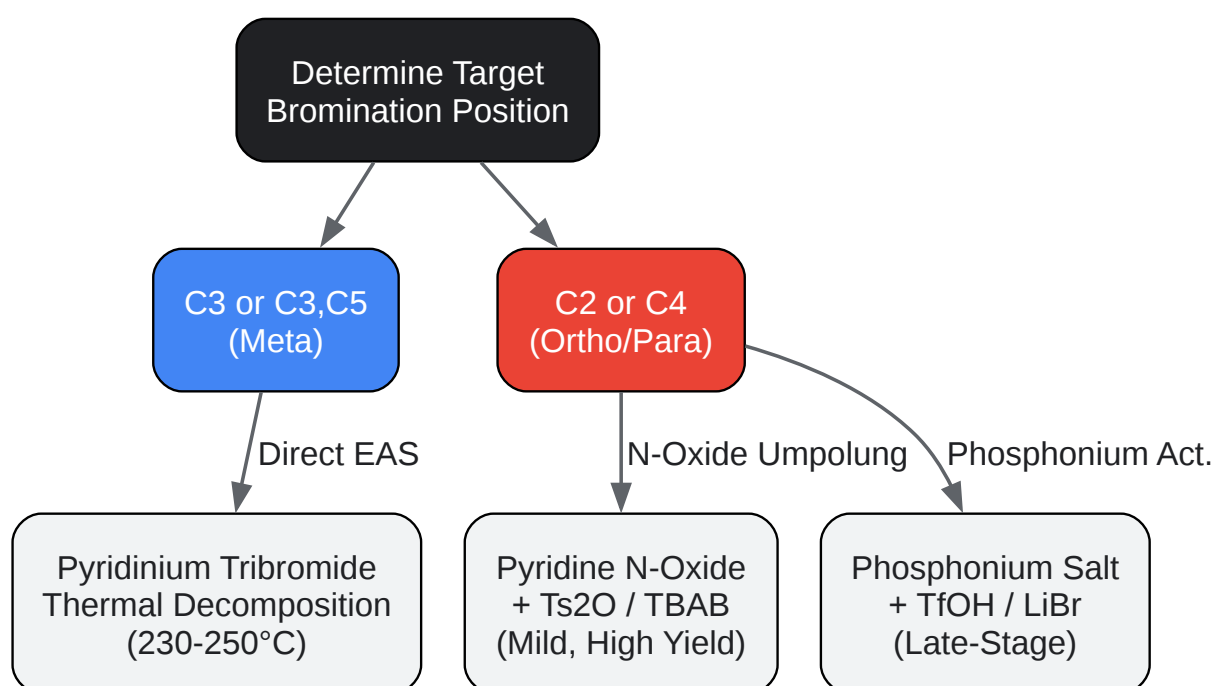 Determine Target
Bromination Position
C3 or C3,C5
(Meta)
C2 or C4
(Ortho/Para)
Direct EAS
N-Oxide Umpolung
Phosphonium Act.
Pyridinium Tribromide
Thermal Decomposition
(230-250°C)
Pyridine N-Oxide
+ Ts2O / TBAB
(Mild, High Yield)
Phosphonium Salt
+ TfOH / LiBr
(Late-Stage)